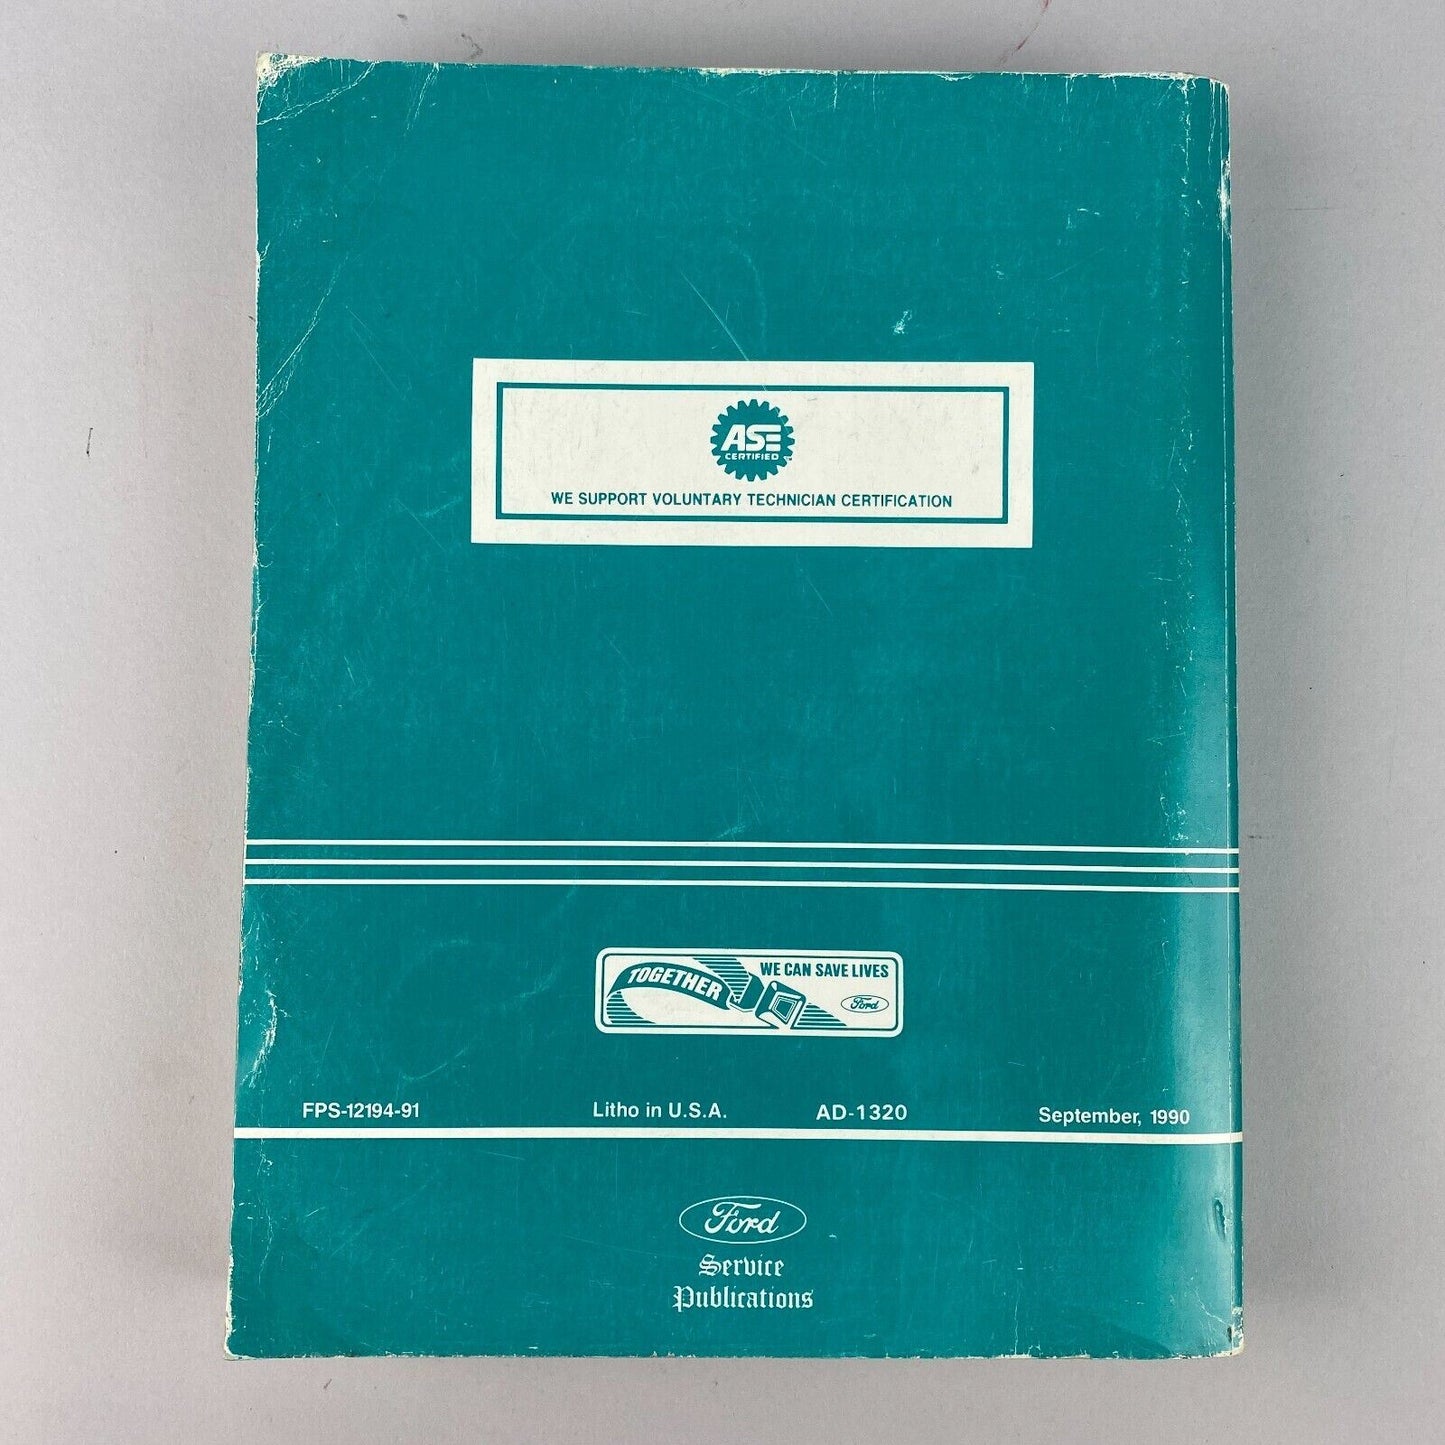 ASE
CERTIFIED
WE SUPPORT VOLUNTARY TECHNICIAN CERTIFICATION
TOGETHER
WE CAN SAVE LIVES
Ford
FPS-12194-91 Litho in U.S.A. AD-1320 September, 1990
Ford
Service
Publications